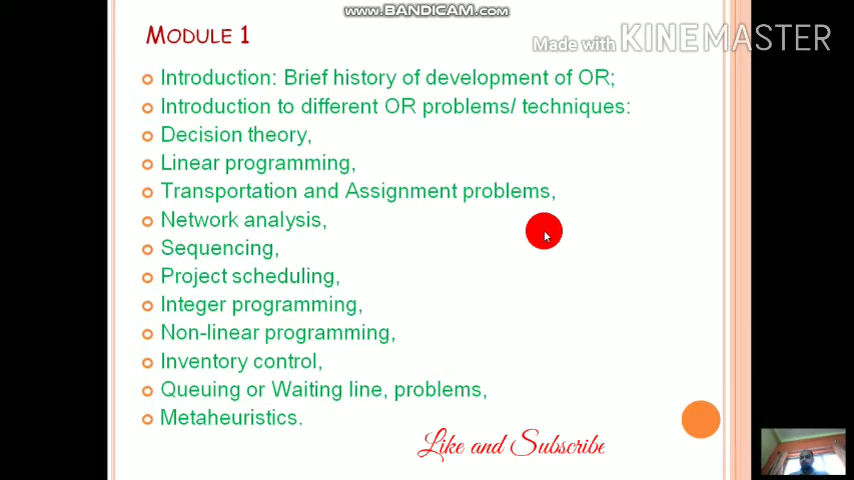 www.BANDICAM.com
MODULE 1
Made with KINEMASTER
Introduction: Brief history of development of OR;
Introduction to different OR problems/ techniques:
Decision theory,
Linear programming,
Transportation and Assignment problems,
Network analysis,
Sequencing,
Project scheduling,
Integer programming,
Non-linear programming,
Inventory control,
Queuing or Waiting line, problems,
Metaheuristics.
Like and Subscribe